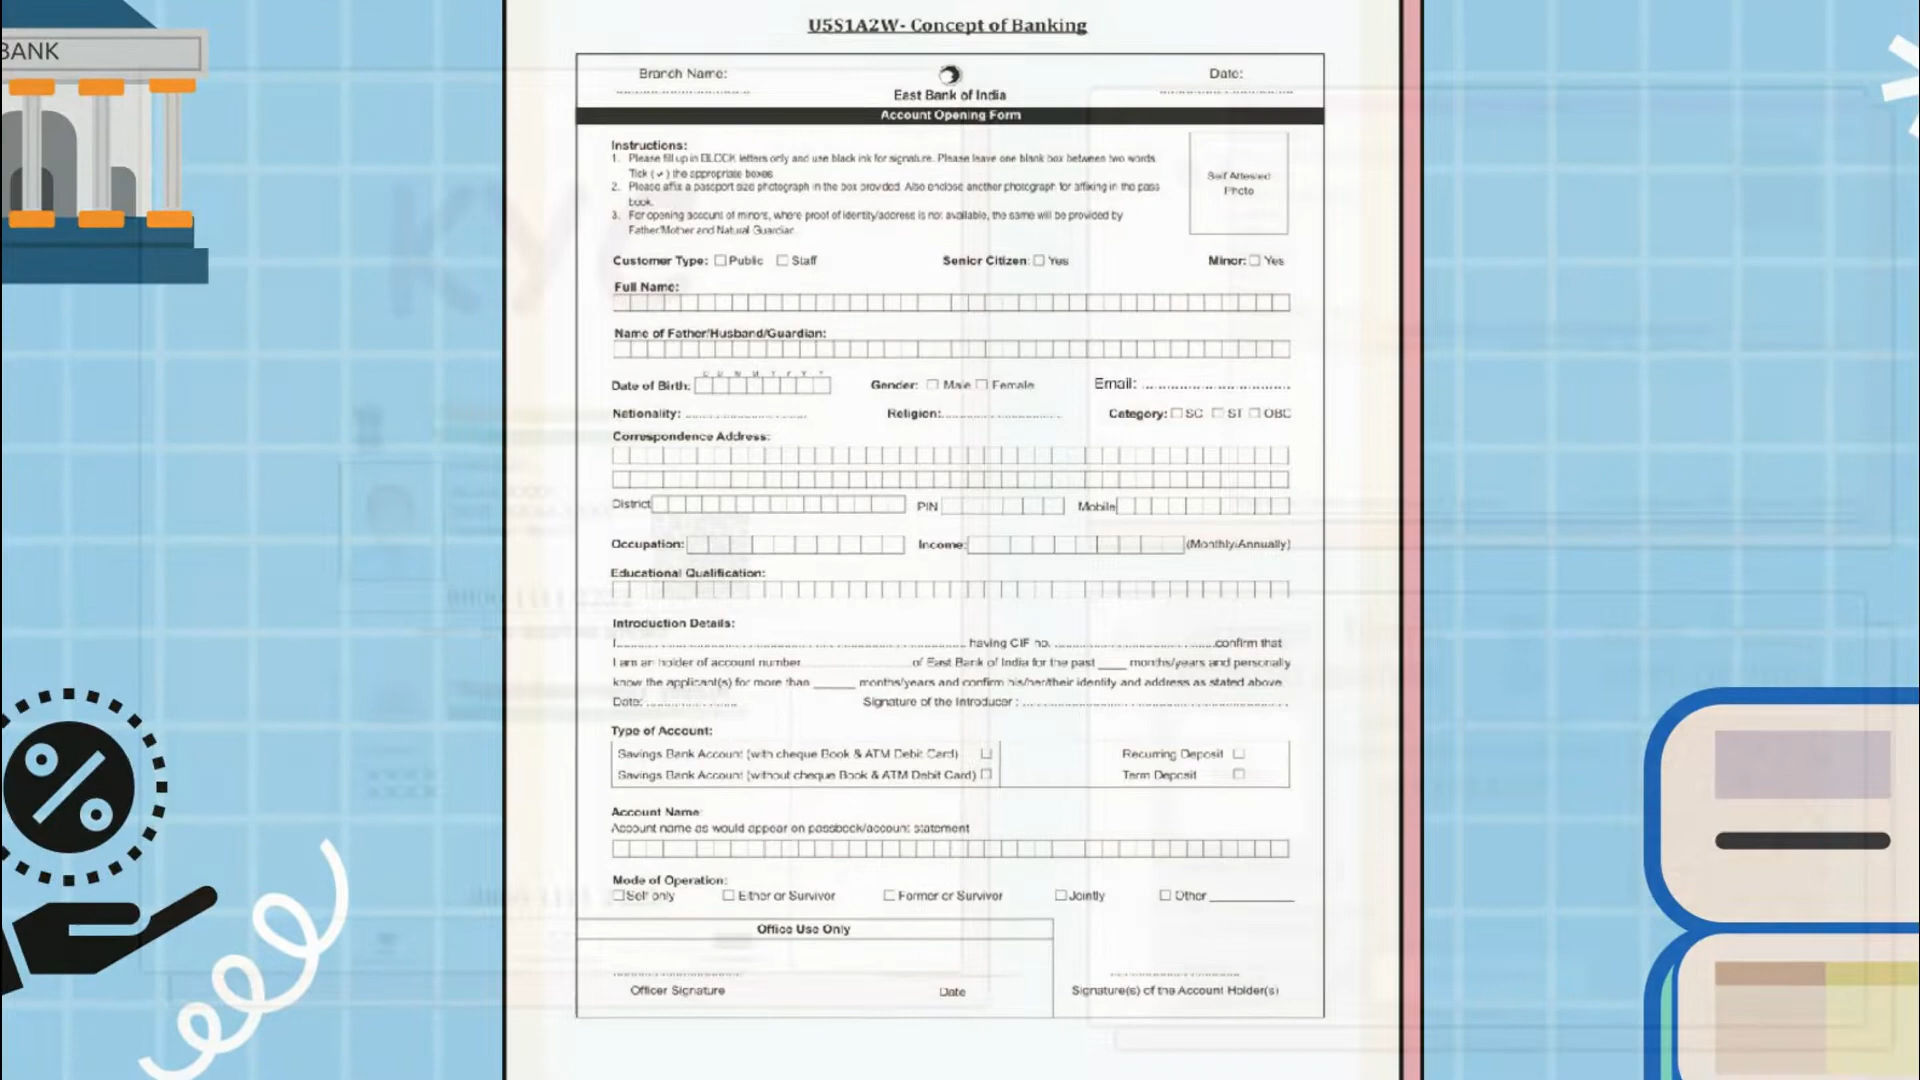 U5S1A2W- Concept of Banking
BANK
Branch Name:
Date:
East Bank of India
Account Opening Form
Instructions:
1. Please fill up in BLOCK letters only and use black ink for signature. Please leave one blank box between two words.
Tick (✓) the appropriate boxes
2. Please afix a passport size photograph in the box provided. Also enclose another photograph for affixing in the pass
book.
3. For opening account of minors, where proof of identity/address is not available, the same will be provided by
Father/Mother and Natural Guardian.
Self Attested
Photo
Customer Type: Public Staff Senior Citizen: Yes Minor: Yes
KY
Full Name:
Name of Father/Husband/Guardian:
D D M M Y Y Y Y
Date of Birth: Gender: Male Female Email:
Nationality: Religion: Category: SC ST OBC
Correspondence Address:
District PIN Mobile
Occupation: Income: (Monthly/Annually)
Educational Qualification:
Introduction Details:
I having CIF no. confirm that
I am an holder of account number of East Bank of India for the past ____ months/years and personally
know the applicant(s) for more than ______ months/years and confirm his/her/their identity and address as stated above.
Date: Signature of the Introducer :
Type of Account:
Savings Bank Account (with cheque Book & ATM Debit Card) Recurring Deposit
Savings Bank Account (without cheque Book & ATM Debit Card) Term Deposit
Account Name:
Account name as would appear on passbook/account statement
Mode of Operation:
Self only Either or Survivor Former or Survivor Jointly Other
Office Use Only
Officer Signature Date Signature(s) of the Account Holder(s)